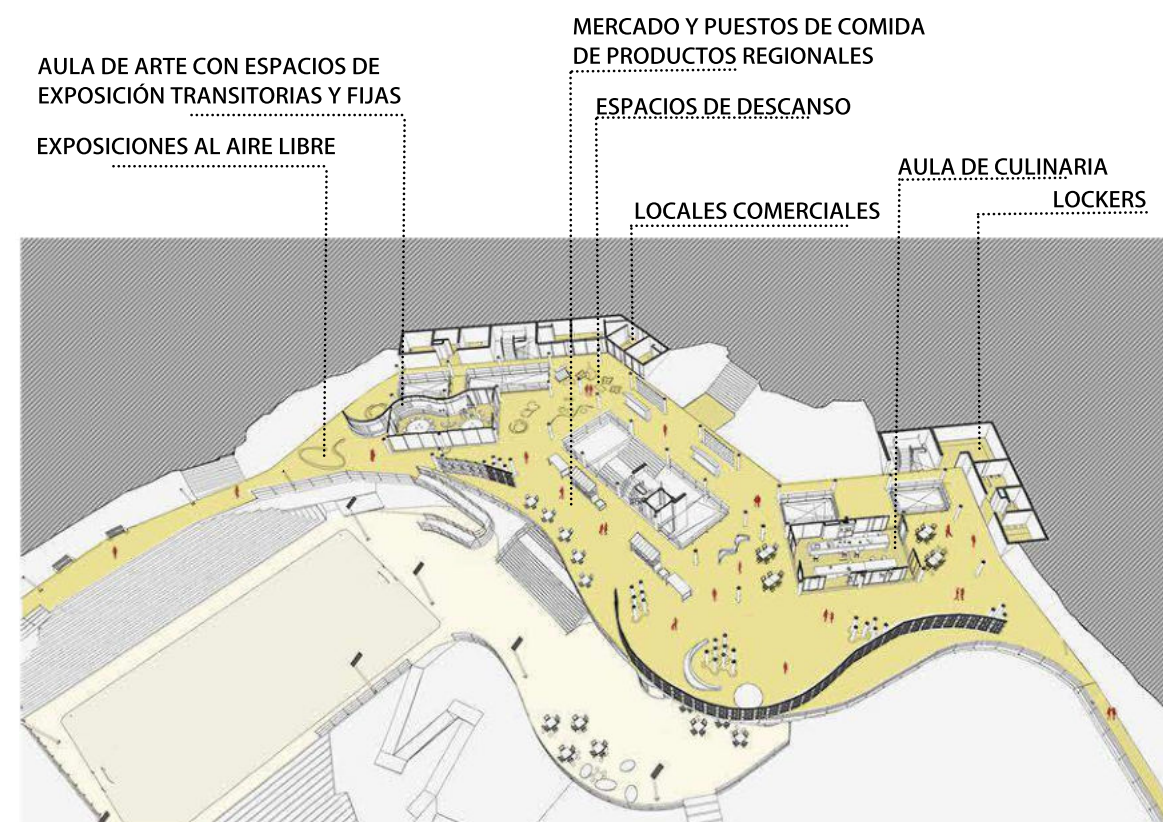 MERCADO Y PUESTOS DE COMIDA
DE PRODUCTOS REGIONALES
AULA DE ARTE CON ESPACIOS DE
EXPOSICIÓN TRANSITORIAS Y FIJAS
ESPACIOS DE DESCANSO
EXPOSICIONES AL AIRE LIBRE
AULA DE CULINARIA
LOCKERS
LOCALES COMERCIALES